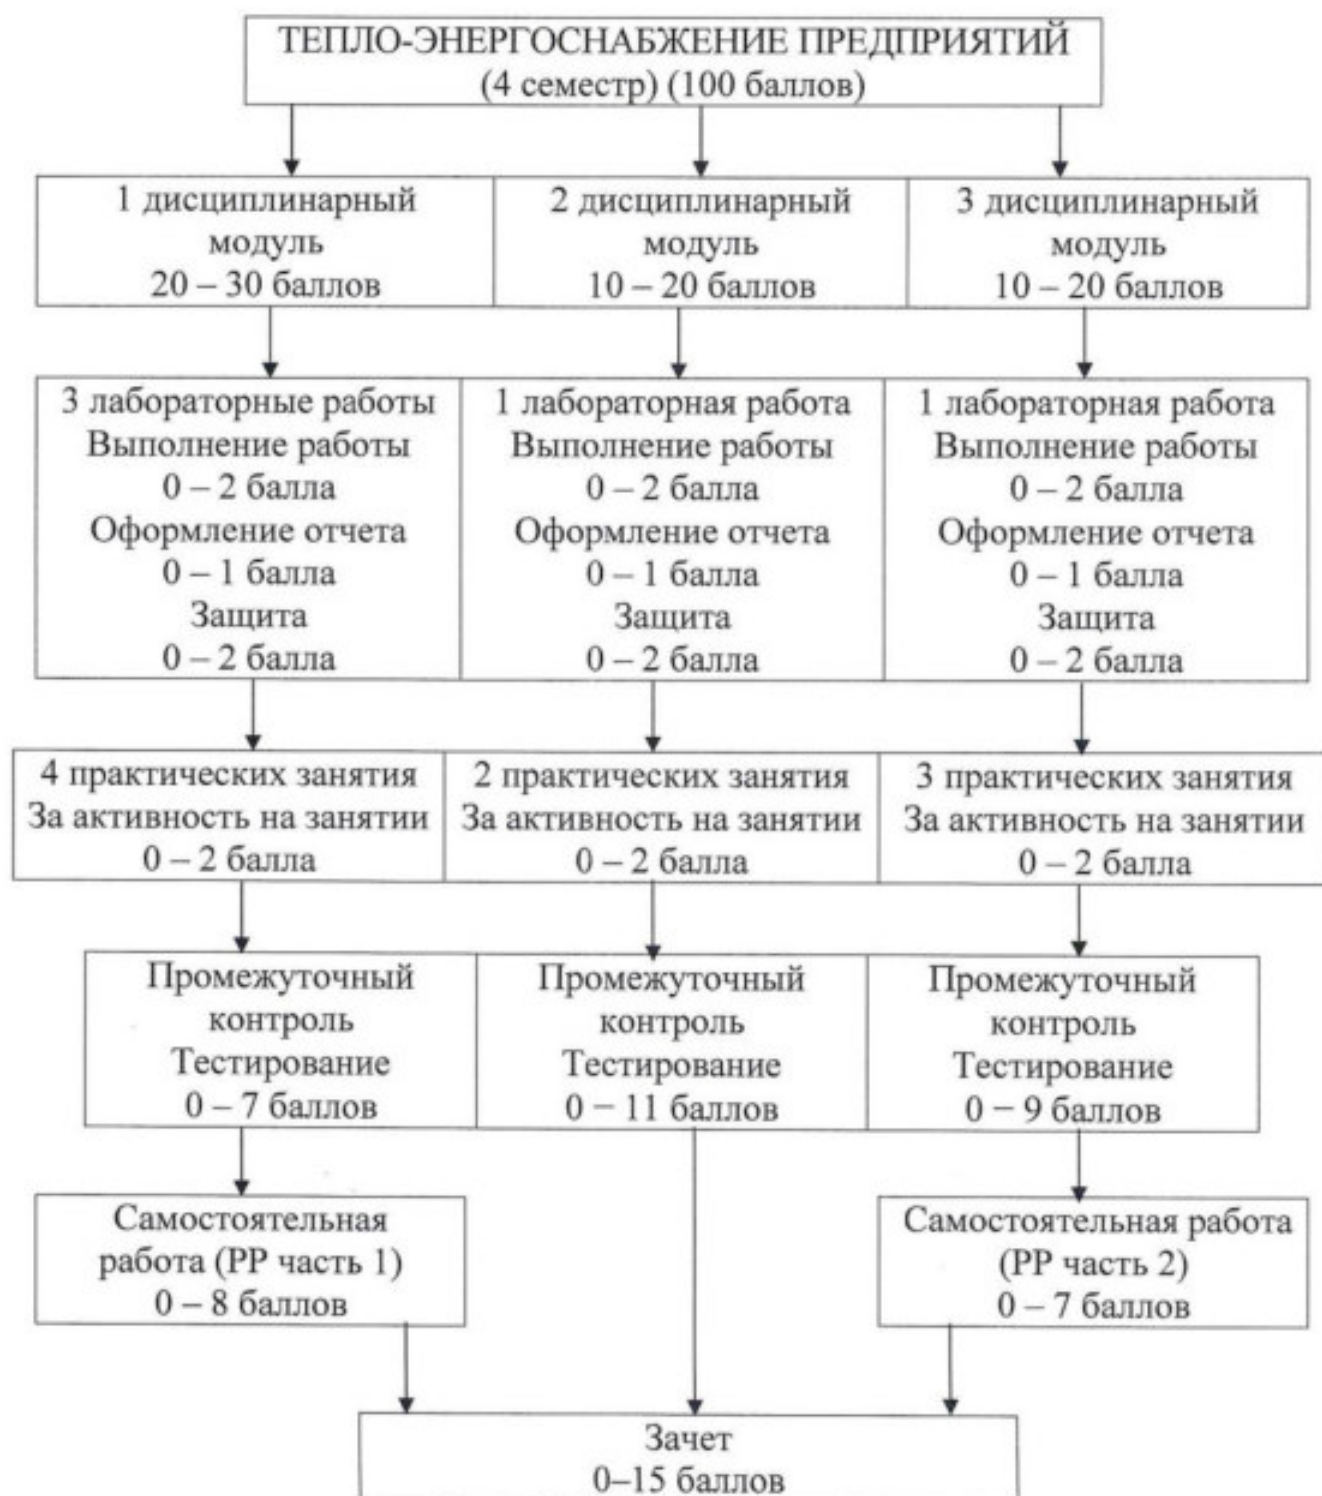 ТЕПЛО-ЭНЕРГОСНАБЖЕНИЕ ПРЕДПРИЯТИЙ
(4 семестр) (100 баллов)
1 дисциплинарный
модуль
20 – 30 баллов
2 дисциплинарный
модуль
10 – 20 баллов
3 дисциплинарный
модуль
10 – 20 баллов
3 лабораторные работы
Выполнение работы
0 – 2 балла
Оформление отчета
0 – 1 балла
Защита
0 – 2 балла
1 лабораторная работа
Выполнение работы
0 – 2 балла
Оформление отчета
0 – 1 балла
Защита
0 – 2 балла
1 лабораторная работа
Выполнение работы
0 – 2 балла
Оформление отчета
0 – 1 балла
Защита
0 – 2 балла
4 практических занятия
За активность на занятии
0 – 2 балла
2 практических занятия
За активность на занятии
0 – 2 балла
3 практических занятия
За активность на занятии
0 – 2 балла
Промежуточный
контроль
Тестирование
0 – 7 баллов
Промежуточный
контроль
Тестирование
0 – 11 баллов
Промежуточный
контроль
Тестирование
0 – 9 баллов
Самостоятельная
работа (РР часть 1)
0 – 8 баллов
Самостоятельная работа
(РР часть 2)
0 – 7 баллов
Зачет
0–15 баллов